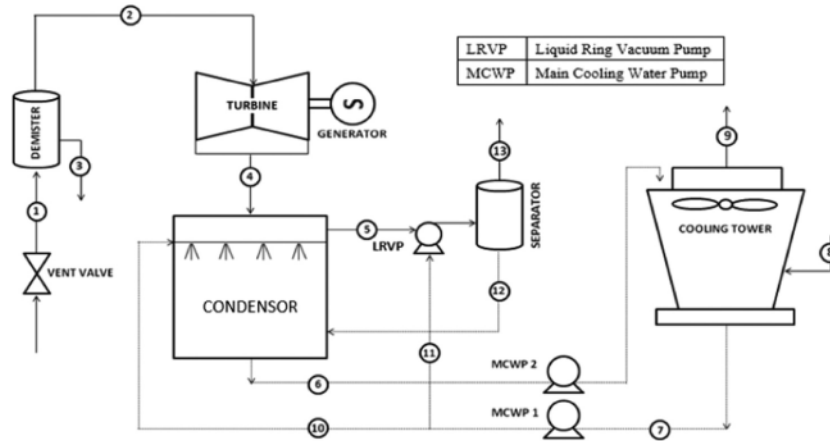 2
LRVP Liquid Ring Vacuum Pump
MCWP Main Cooling Water Pump
TURBINE
S
GENERATOR
DEMISTER
3
4
13
9
1
5
LRVP
SEPARATOR
COOLING TOWER
8
VENT VALVE
CONDENSOR
12
11
MCWP 2
6
MCWP 1
10
7